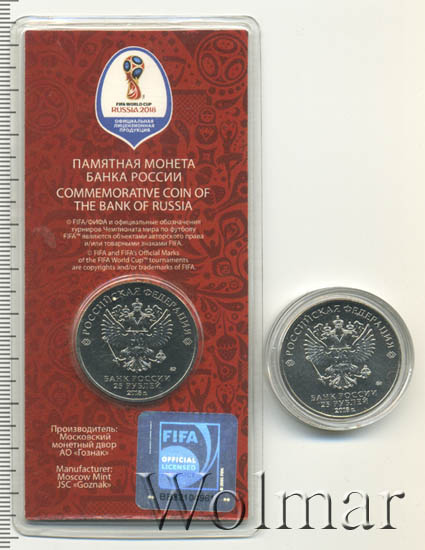 FIFA WORLD CUP
RUSSIA 2018
ОФИЦИАЛЬНАЯ
ЛИЦЕНЗИОННАЯ
ПРОДУКЦИЯ
ПАМЯТНАЯ МОНЕТА
БАНКА РОССИИ
COMMEMORATIVE COIN OF
THE BANK OF RUSSIA
© FIFA/ФИФА и официальные обозначения
турниров Чемпионата мира по футболу
FIFA™ являются объектами авторского права
и/или товарными знаками FIFA.
© FIFA and FIFA's Official Marks
of the FIFA World Cup™ tournaments
are copyrights and/or trademarks of FIFA.
РОССИЙСКАЯ ФЕДЕРАЦИЯ
БАНК РОССИИ
25 РУБЛЕЙ
2018 г.
РОССИЙСКАЯ ФЕДЕРАЦИЯ
БАНК РОССИИ
25 РУБЛЕЙ
2018 г.
Производитель:
Московский
монетный двор
АО «Гознак»
Manufacturer:
Moscow Mint
JSC «Goznak»
FIFA
OFFICIAL
LICENSED
Wolmar